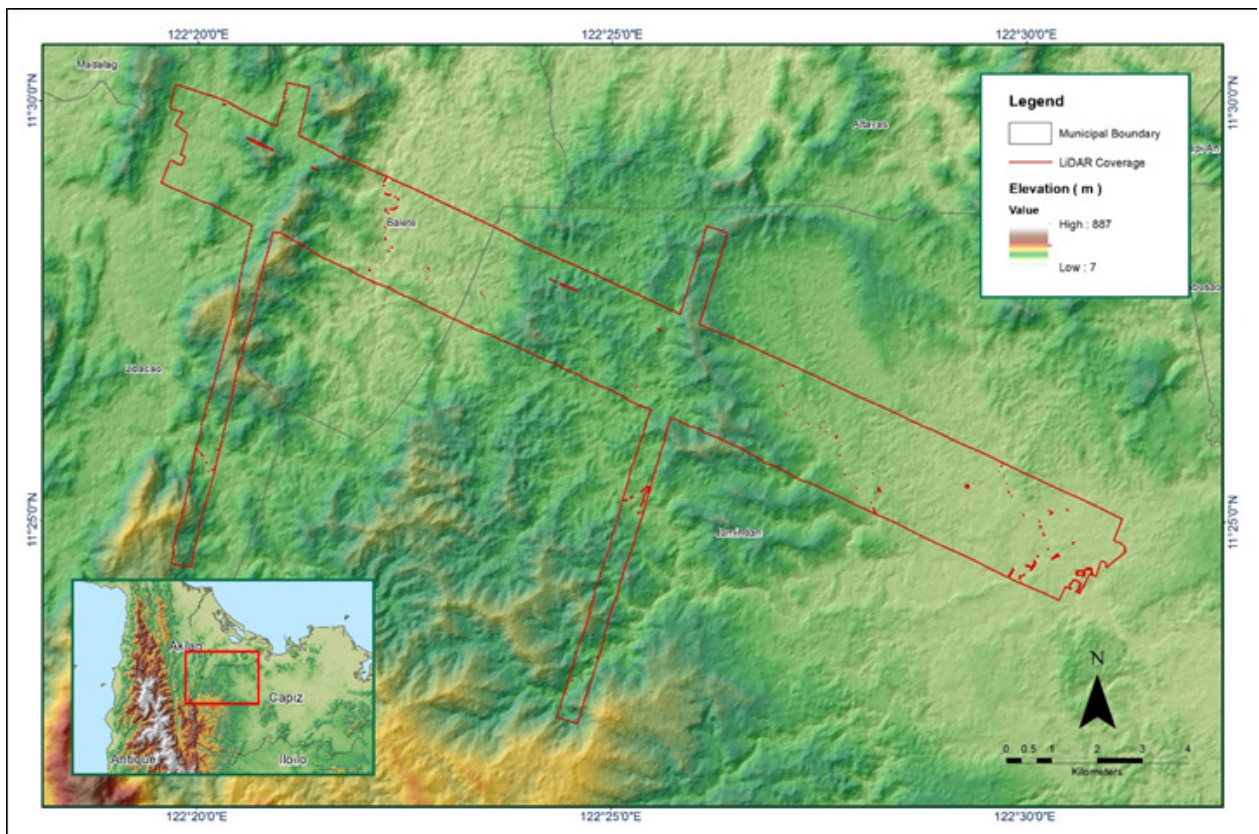 122°20'0"E
122°25'0"E
122°30'0"E
Madalag
11°30'0"N
11°30'0"N
Altavas
Legend
Municipal Boundary
LiDAR Coverage
Elevation ( m )
Value
High : 887
Low : 7
Balete
Libacao
Jamindan
11°25'0"N
11°25'0"N
Aklan
Capiz
Antique
Iloilo
N
0 0.5 1 2 3 4
Kilometers
122°20'0"E
122°25'0"E
122°30'0"E